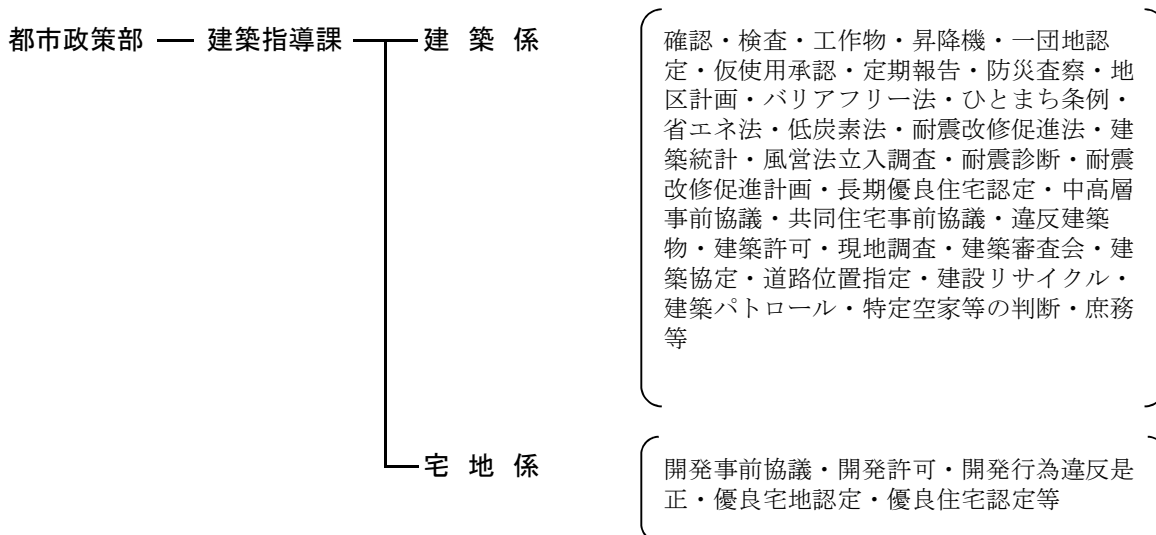 都市政策部 建築指導課 建築係
確認・検査・工作物・昇降機・一団地認
定・仮使用承認・定期報告・防災査察・地
区計画・バリアフリー法・ひとまち条例・
省エネ法・低炭素法・耐震改修促進法・建
築統計・風営法立入調査・耐震診断・耐震
改修促進計画・長期優良住宅認定・中高層
事前協議・共同住宅事前協議・違反建築
物・建築許可・現地調査・建築審査会・建
築協定・道路位置指定・建設リサイクル・
建築パトロール・特定空家等の判断・庶務
等
宅地係
開発事前協議・開発許可・開発行為違反是
正・優良宅地認定・優良住宅認定等